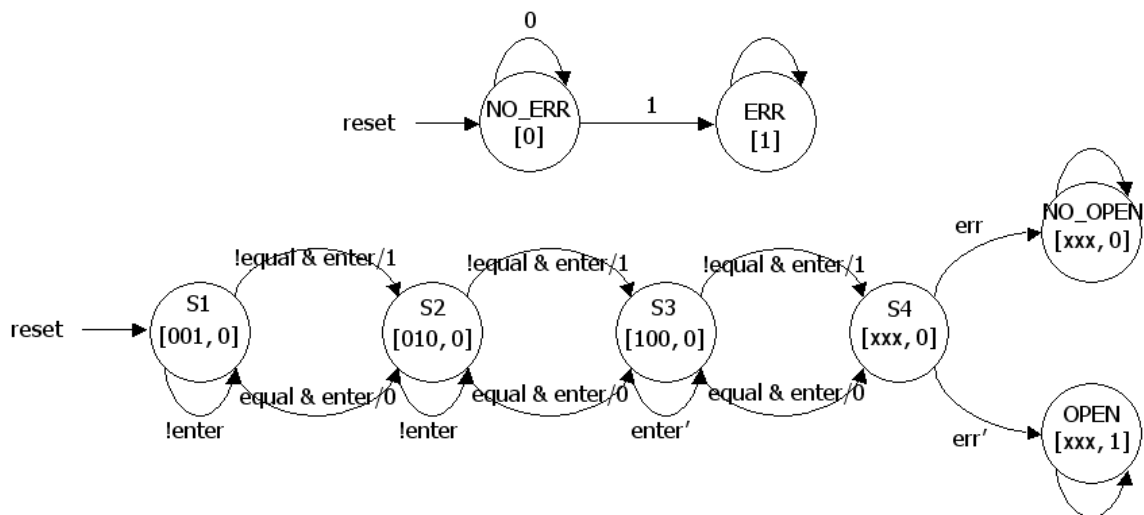 0
NO_ERR
[0]
1
ERR
[1]
reset
NO_OPEN
[xxx, 0]
err
!equal & enter/1
!equal & enter/1
!equal & enter/1
S1
[001, 0]
S2
[010, 0]
S3
[100, 0]
S4
[xxx, 0]
reset
equal & enter/0
equal & enter/0
equal & enter/0
!enter
!enter
enter’
err’
OPEN
[xxx, 1]